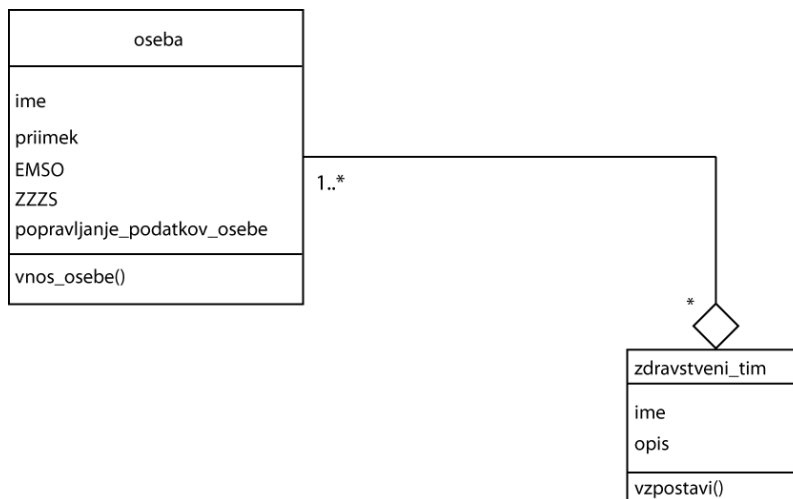 oseba
ime
priimek
EMSO
ZZZS
popravljanje_podatkov_osebe
vnos_osebe()
1..*
*
zdravstveni_tim
ime
opis
vzpostavi()